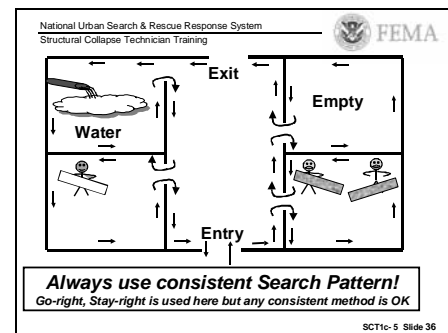 National Urban Search & Rescue Response System
Structural Collapse Technician Training
FEMA
Exit
Empty
Water
Entry
Always use consistent Search Pattern!
Go-right, Stay-right is used here but any consistent method is OK
SCT1c- 5 Slide 36